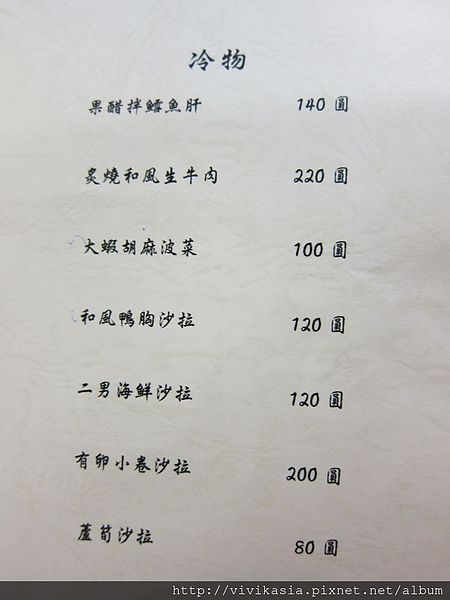 冷物
果醋拌鱈魚肝 140 圓
炙燒和風生牛肉 220 圓
大蝦胡麻波菜 100 圓
和風鴨胸沙拉 120 圓
二男海鮮沙拉 120 圓
有卵小卷沙拉 200 圓
蘆筍沙拉 80 圓
http://vivikasia.pixnet.net/album